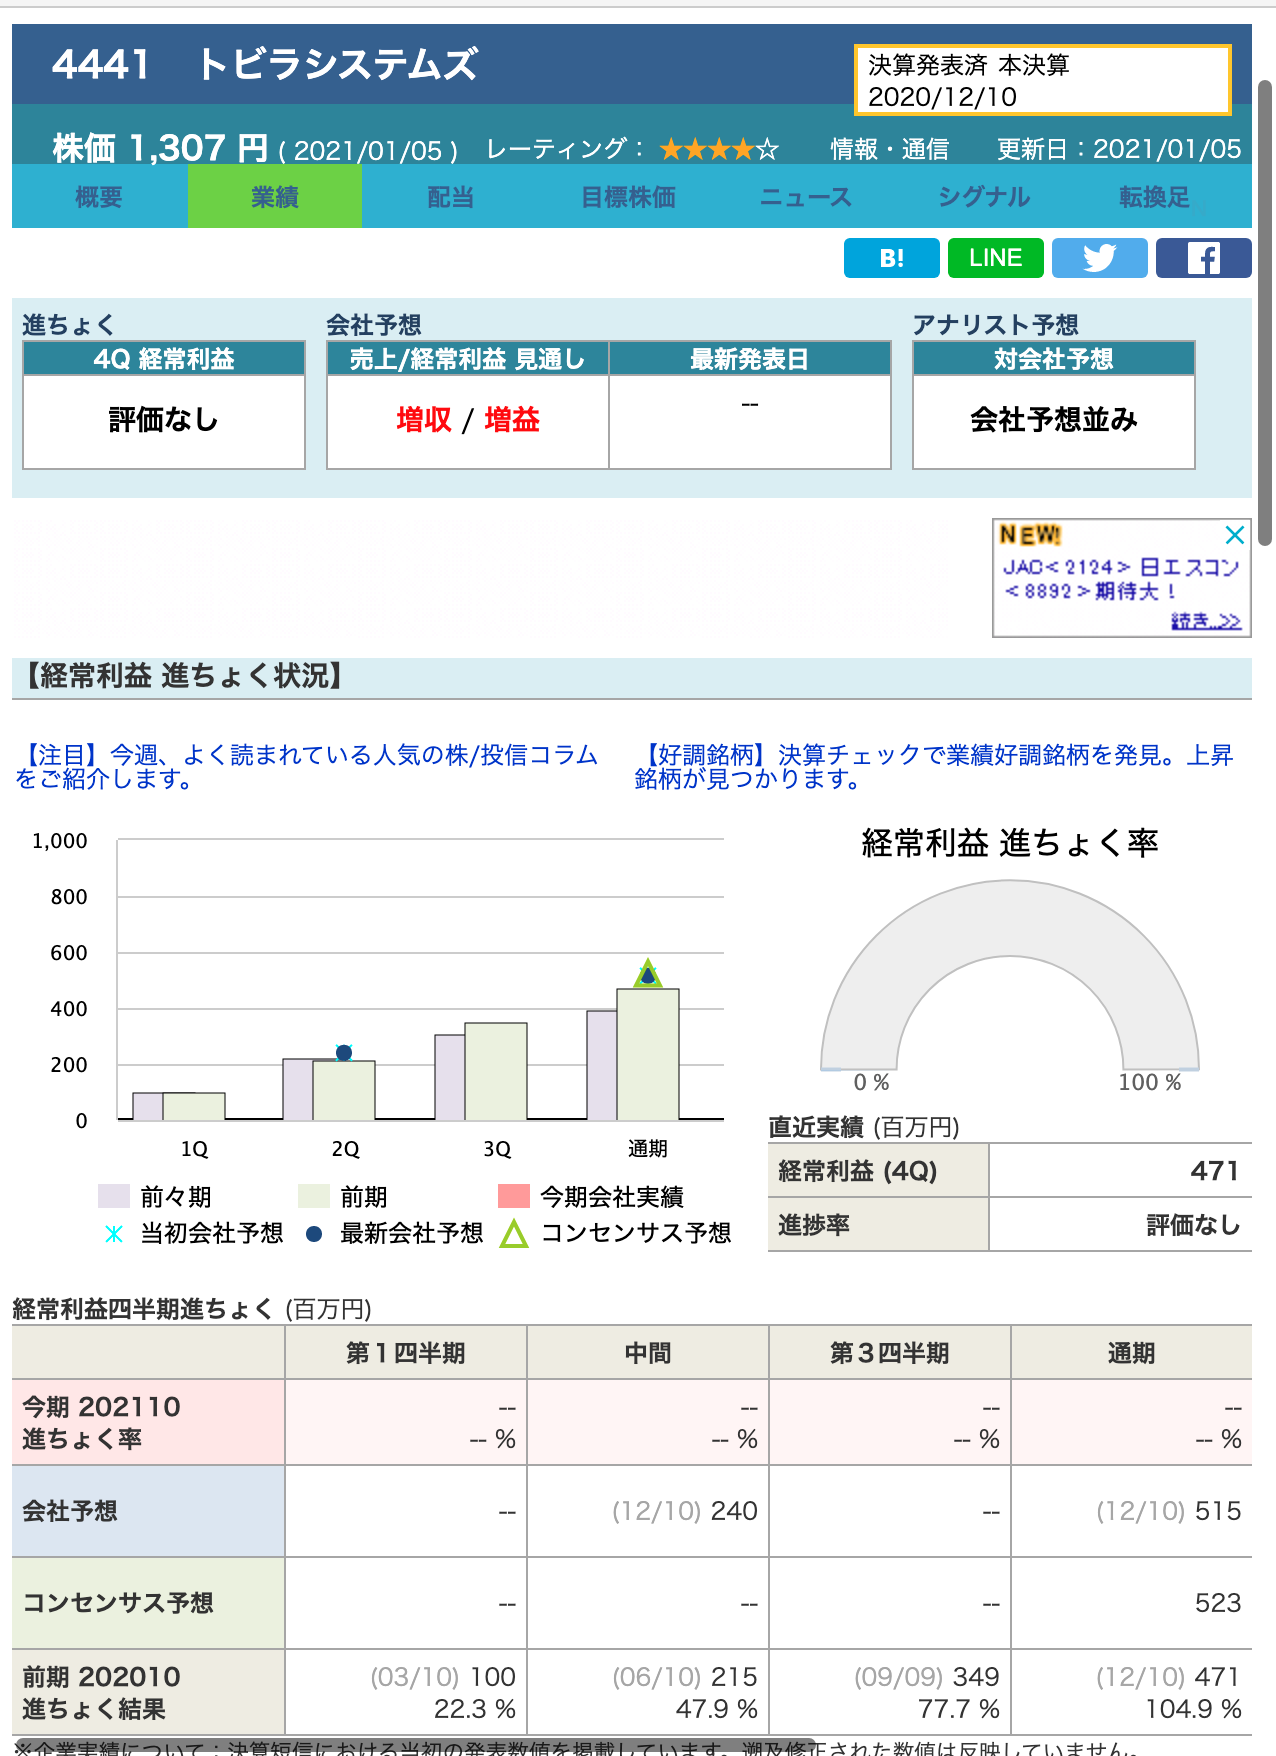 4441　トビラシステムズ
決算発表済 本決算
2020/12/10
株価 1,307 円 ( 2021/01/05 )　レーティング： ★★★★☆　情報・通信　更新日：2021/01/05
概要　業績　配当　目標株価　ニュース　シグナル　転換足
B!　LINE
進ちょく　会社予想　アナリスト予想
4Q 経常利益　売上/経常利益 見通し　最新発表日　対会社予想
評価なし　増収 / 増益　--　会社予想並み
NEW!
JAC<2124> 日エスコン
<8892>期待大！
続き..>>
【経常利益 進ちょく状況】
【注目】今週、よく読まれている人気の株/投信コラム
をご紹介します。
【好調銘柄】決算チェックで業績好調銘柄を発見。上昇
銘柄が見つかります。
1,000
800
600
400
200
0
1Q　2Q　3Q　通期
前々期　前期　今期会社実績
当初会社予想　最新会社予想　コンセンサス予想
経常利益 進ちょく率
0 %　100 %
直近実績 (百万円)
経常利益 (4Q)　471
進捗率　評価なし
経常利益四半期進ちょく (百万円)
第１四半期　中間　第３四半期　通期
今期 202110　--　--　--　--
進ちょく率　-- %　-- %　-- %　-- %
会社予想　--　(12/10) 240　--　(12/10) 515
コンセンサス予想　--　--　--　523
前期 202010　(03/10) 100　(06/10) 215　(09/09) 349　(12/10) 471
進ちょく結果　22.3 %　47.9 %　77.7 %　104.9 %
※企業実績について：決算短信における当初の発表数値を掲載しています。遡及修正された数値は反映していません。